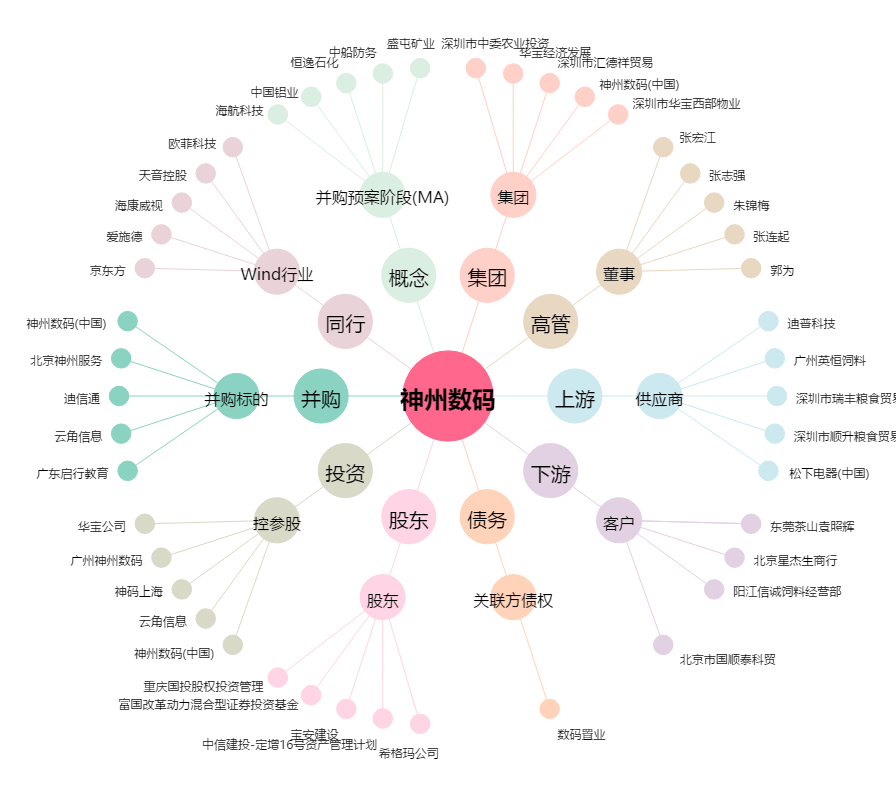 盛屯矿业
深圳市中委农业投资
中船防务
华宝经济发展
恒逸石化
深圳市汇德祥贸易
中国铝业
神州数码(中国)
海航科技
深圳市华宝西部物业
欧菲科技
张宏江
天音控股
张志强
并购预案阶段(MA)
集团
海康威视
朱锦梅
爱施德
张连起
京东方
Wind行业
概念
集团
董事
郭为
神州数码(中国)
同行
高管
迪普科技
北京神州服务
广州英恒饲料
迪信通
并购标的
并购
神州数码
上游
供应商
深圳市瑞丰粮食贸易
云角信息
深圳市顺升粮食贸易
广东启行教育
投资
下游
松下电器(中国)
华宝公司
控参股
股东
债务
客户
东莞茶山袁照辉
广州神州数码
北京星杰生商行
神码上海
股东
关联方债权
阳江信诚饲料经营部
云角信息
神州数码(中国)
北京市国顺泰科贸
重庆国投股权投资管理
富国改革动力混合型证券投资基金
宝安建设
数码置业
中信建投-定增16号资产管理计划
希格玛公司